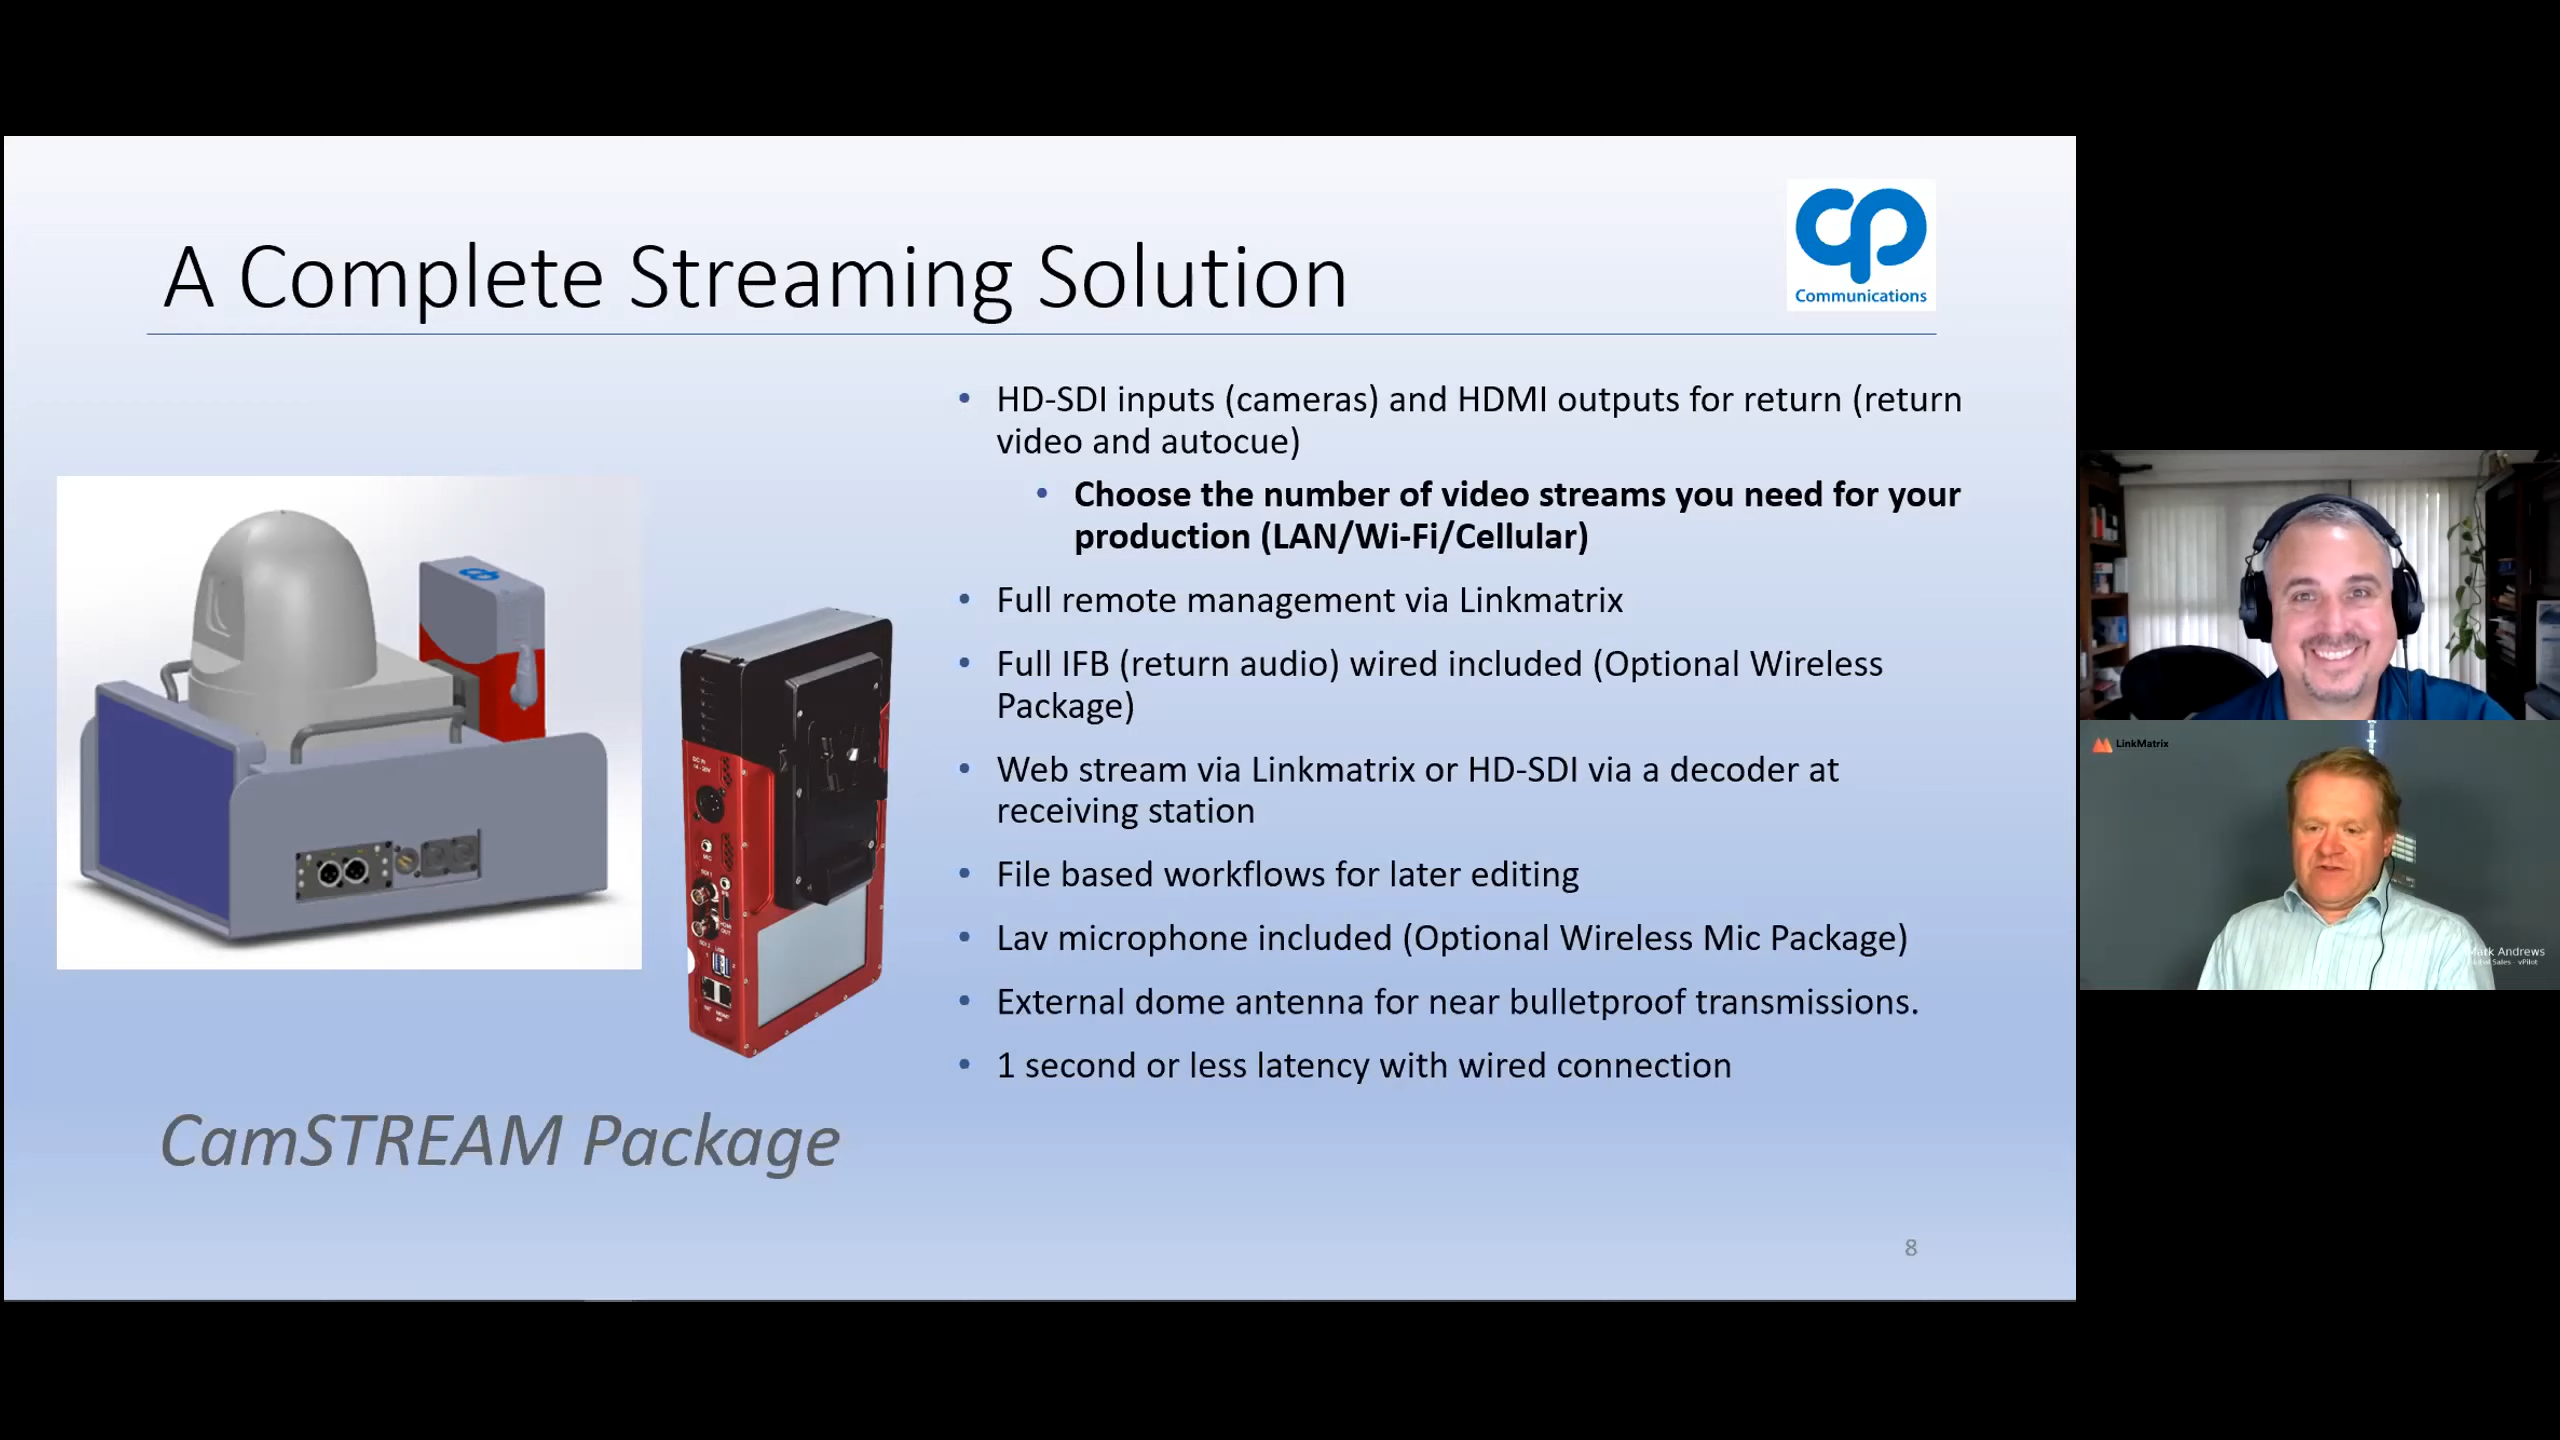 A Complete Streaming Solution
cp
Communications
• HD-SDI inputs (cameras) and HDMI outputs for return (return
video and autocue)
• Choose the number of video streams you need for your
production (LAN/Wi-Fi/Cellular)
• Full remote management via Linkmatrix
• Full IFB (return audio) wired included (Optional Wireless
Package)
• Web stream via Linkmatrix or HD-SDI via a decoder at
receiving station
• File based workflows for later editing
• Lav microphone included (Optional Wireless Mic Package)
• External dome antenna for near bulletproof transmissions.
• 1 second or less latency with wired connection
CamSTREAM Package
8
LinkMatrix
Mark Andrews
Sales - vPilot